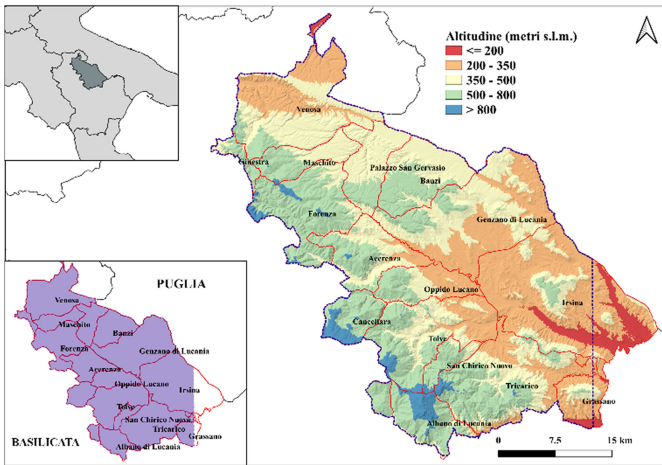 Altitudine (metri s.l.m.)
<= 200
200 - 350
350 - 500
500 - 800
> 800
Venosa
Ginestra
Maschito
Palazzo San Gervasio
Banzi
Forenza
Genzano di Lucania
Acerenza
Oppido Lucano
Irsina
Cancellara
Tolve
San Chirico Nuovo
Tricarico
Grassano
Albano di Lucania
0 7.5 15 km
PUGLIA
Venosa
Maschito
Banzi
Forenza
Genzano di Lucania
Acerenza
Oppido Lucano
Irsina
Tolve
San Chirico Nuovo
Tricarico
Grassano
BASILICATA
Albano di Lucania